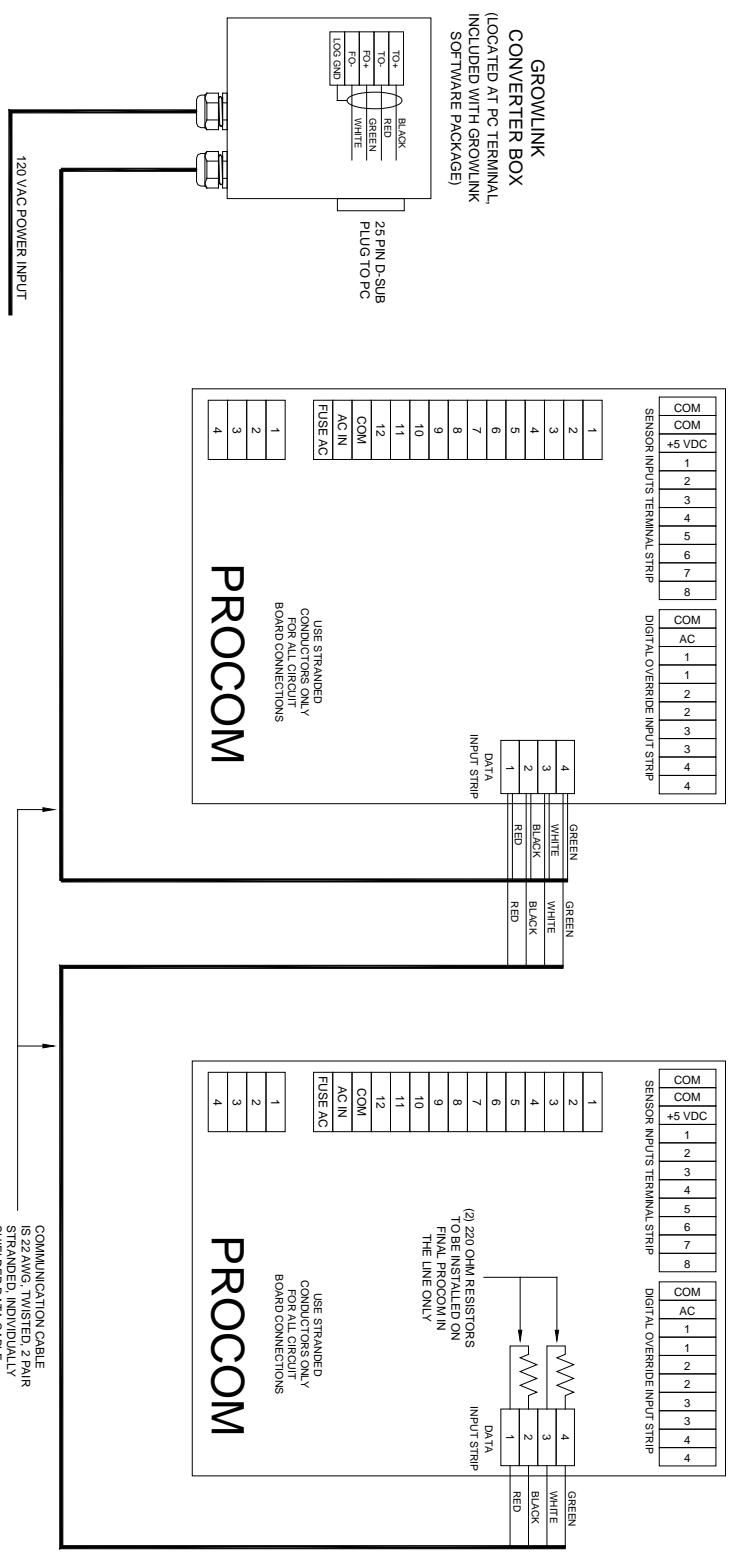 GROWLINK
CONVERTER BOX
(LOCATED AT PC TERMINAL,
INCLUDED WITH GROWLINK
SOFTWARE PACKAGE)
TO+
TO-
FO+
FO-
LOG GND
BLACK
RED
GREEN
WHITE
25 PIN D-SUB
PLUG TO PC
120 VAC POWER INPUT
COM
COM
+5 VDC
1
2
3
4
5
6
7
8
SENSOR INPUTS TERMINAL STRIP
COM
AC
1
1
2
2
3
3
4
4
DIGITAL OVERRIDE INPUT STRIP
1
2
3
4
5
6
7
8
9
10
11
12
COM
AC IN
FUSE AC
1
2
3
4
4
3
2
1
DATA
INPUT STRIP
USE STRANDED
CONDUCTORS ONLY
FOR ALL CIRCUIT
BOARD CONNECTIONS
PROCOM
GREEN
WHITE
BLACK
RED
GREEN
WHITE
BLACK
RED
COM
COM
+5 VDC
1
2
3
4
5
6
7
8
SENSOR INPUTS TERMINAL STRIP
COM
AC
1
1
2
2
3
3
4
4
DIGITAL OVERRIDE INPUT STRIP
1
2
3
4
5
6
7
8
9
10
11
12
COM
AC IN
FUSE AC
1
2
3
4
(2) 220 OHM RESISTORS
TO BE INSTALLED ON
FINAL PROCOM IN
THE LINE ONLY
4
3
2
1
DATA
INPUT STRIP
USE STRANDED
CONDUCTORS ONLY
FOR ALL CIRCUIT
BOARD CONNECTIONS
PROCOM
GREEN
WHITE
BLACK
RED
COMMUNICATION CABLE
IS 22 AWG, TWISTED, 2 PAIR
STRANDED, INDIVIDUALLY